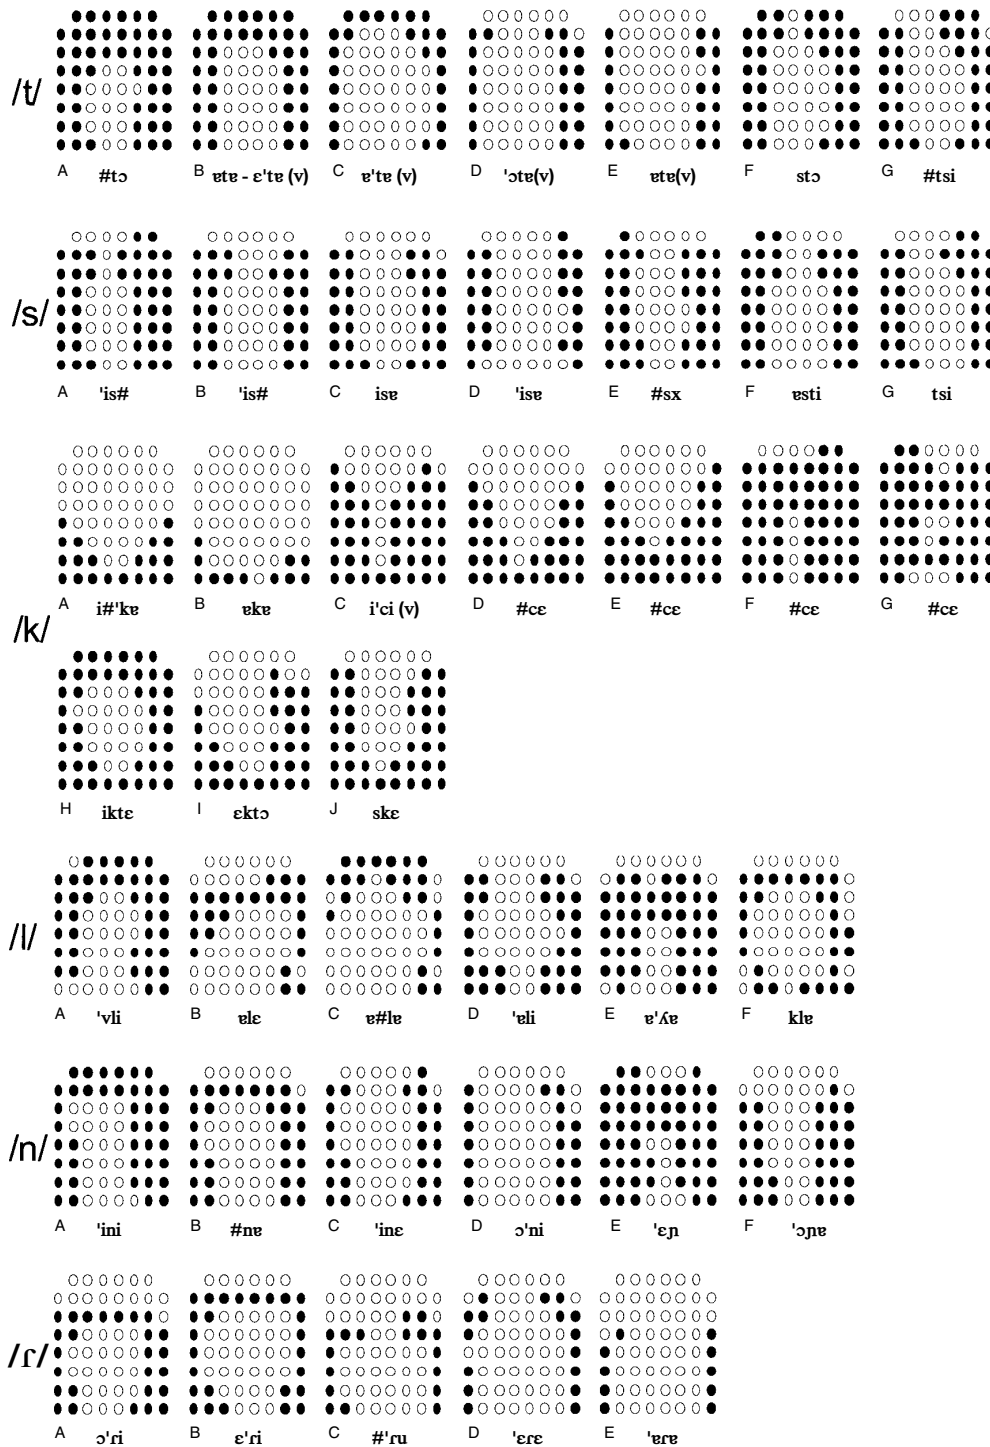 /t/
A #tɔ B ɐtɐ - ɛ'tɐ (v) C ɐ'tɐ (v) D 'ɔtɐ(v) E ɐtɐ(v) F stɔ G #tsi
/s/
A 'is# B 'is# C isɐ D 'isɐ E #sx F ɐsti G tsi
/k/
A i#'kɐ B ɐkɐ C i'ci (v) D #cɛ E #cɛ F #cɛ G #cɛ
H iktɛ I ɛktɔ J skɛ
/l/
A 'vli B ɐlɛ C ɐ#lɐ D 'ɐli E ɐ'ʎɐ F klɐ
/n/
A 'ini B #nɐ C 'inɛ D ɔ'ni E 'ɛɲ F 'ɔɲɐ
/ɾ/
A ɔ'ɾi B ɛ'ɾi C #'ɾu D 'ɛɾɛ E 'ɐɾɐ